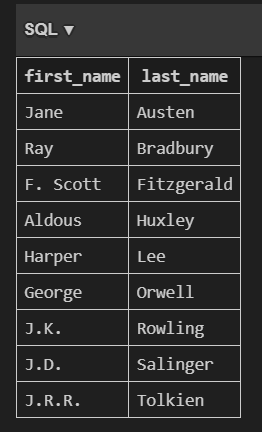 SQL ▼
first_name last_name
Jane Austen
Ray Bradbury
F. Scott Fitzgerald
Aldous Huxley
Harper Lee
George Orwell
J.K. Rowling
J.D. Salinger
J.R.R. Tolkien